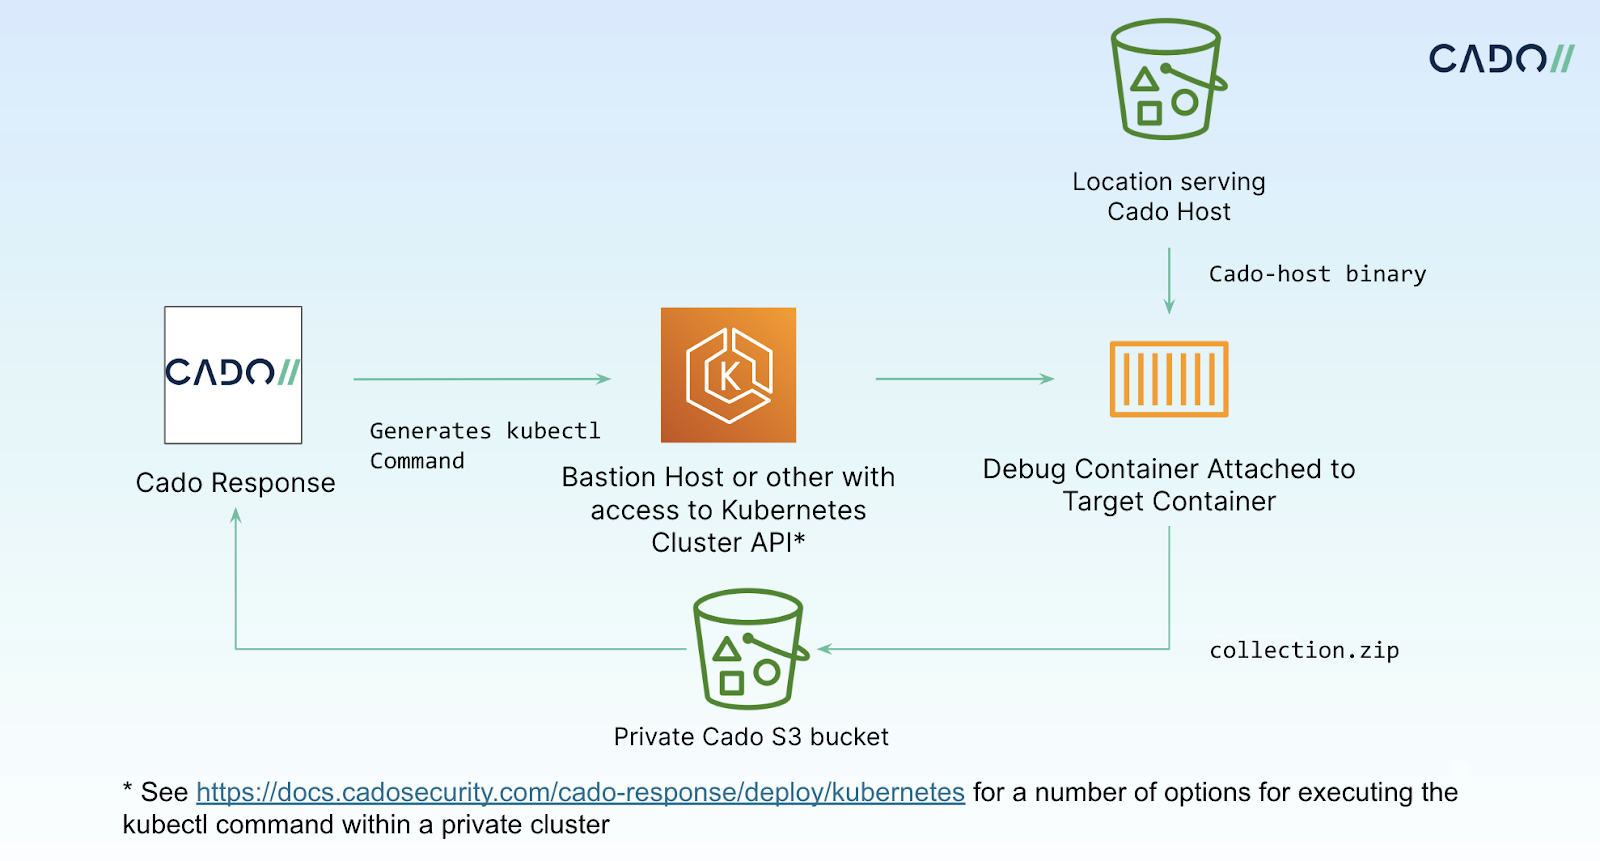 CADO//
Location serving
Cado Host
Cado-host binary
CADO//
K
Generates kubectl
Command
Cado Response
Bastion Host or other with
access to Kubernetes
Cluster API*
Debug Container Attached to
Target Container
collection.zip
Private Cado S3 bucket
* See https://docs.cadosecurity.com/cado-response/deploy/kubernetes for a number of options for executing the
kubectl command within a private cluster